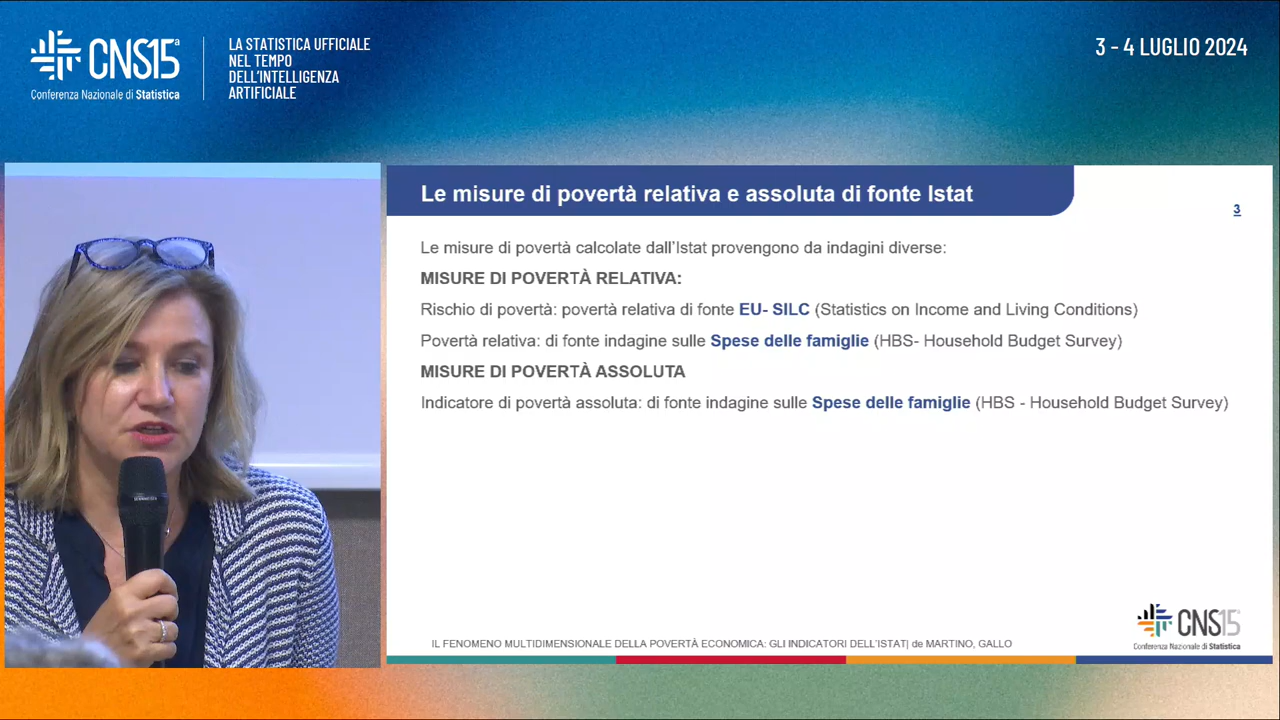 CNS15ª
Conferenza Nazionale di Statistica
LA STATISTICA UFFICIALE
NEL TEMPO
DELL'INTELLIGENZA
ARTIFICIALE
3 - 4 LUGLIO 2024
Le misure di povertà relativa e assoluta di fonte Istat
3
Le misure di povertà calcolate dall'Istat provengono da indagini diverse:
MISURE DI POVERTÀ RELATIVA:
Rischio di povertà: povertà relativa di fonte EU- SILC (Statistics on Income and Living Conditions)
Povertà relativa: di fonte indagine sulle Spese delle famiglie (HBS- Household Budget Survey)
MISURE DI POVERTÀ ASSOLUTA
Indicatore di povertà assoluta: di fonte indagine sulle Spese delle famiglie (HBS - Household Budget Survey)
IL FENOMENO MULTIDIMENSIONALE DELLA POVERTÀ ECONOMICA: GLI INDICATORI DELL'ISTAT| de MARTINO, GALLO
CNS15ª
Conferenza Nazionale di Statistica